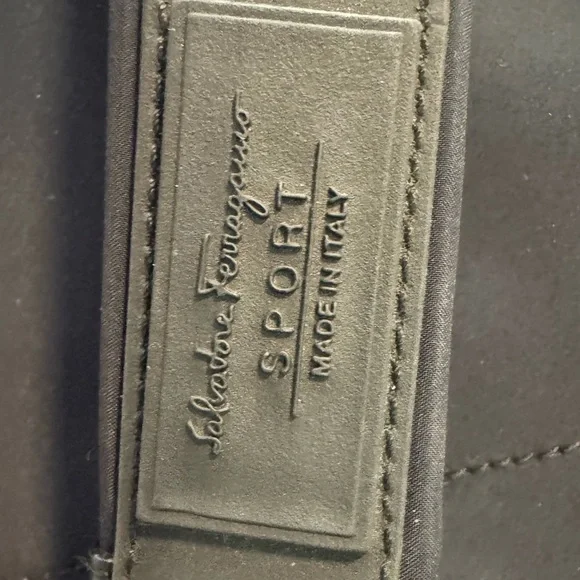 Salvatore Ferragamo
SPORT
MADE IN ITALY